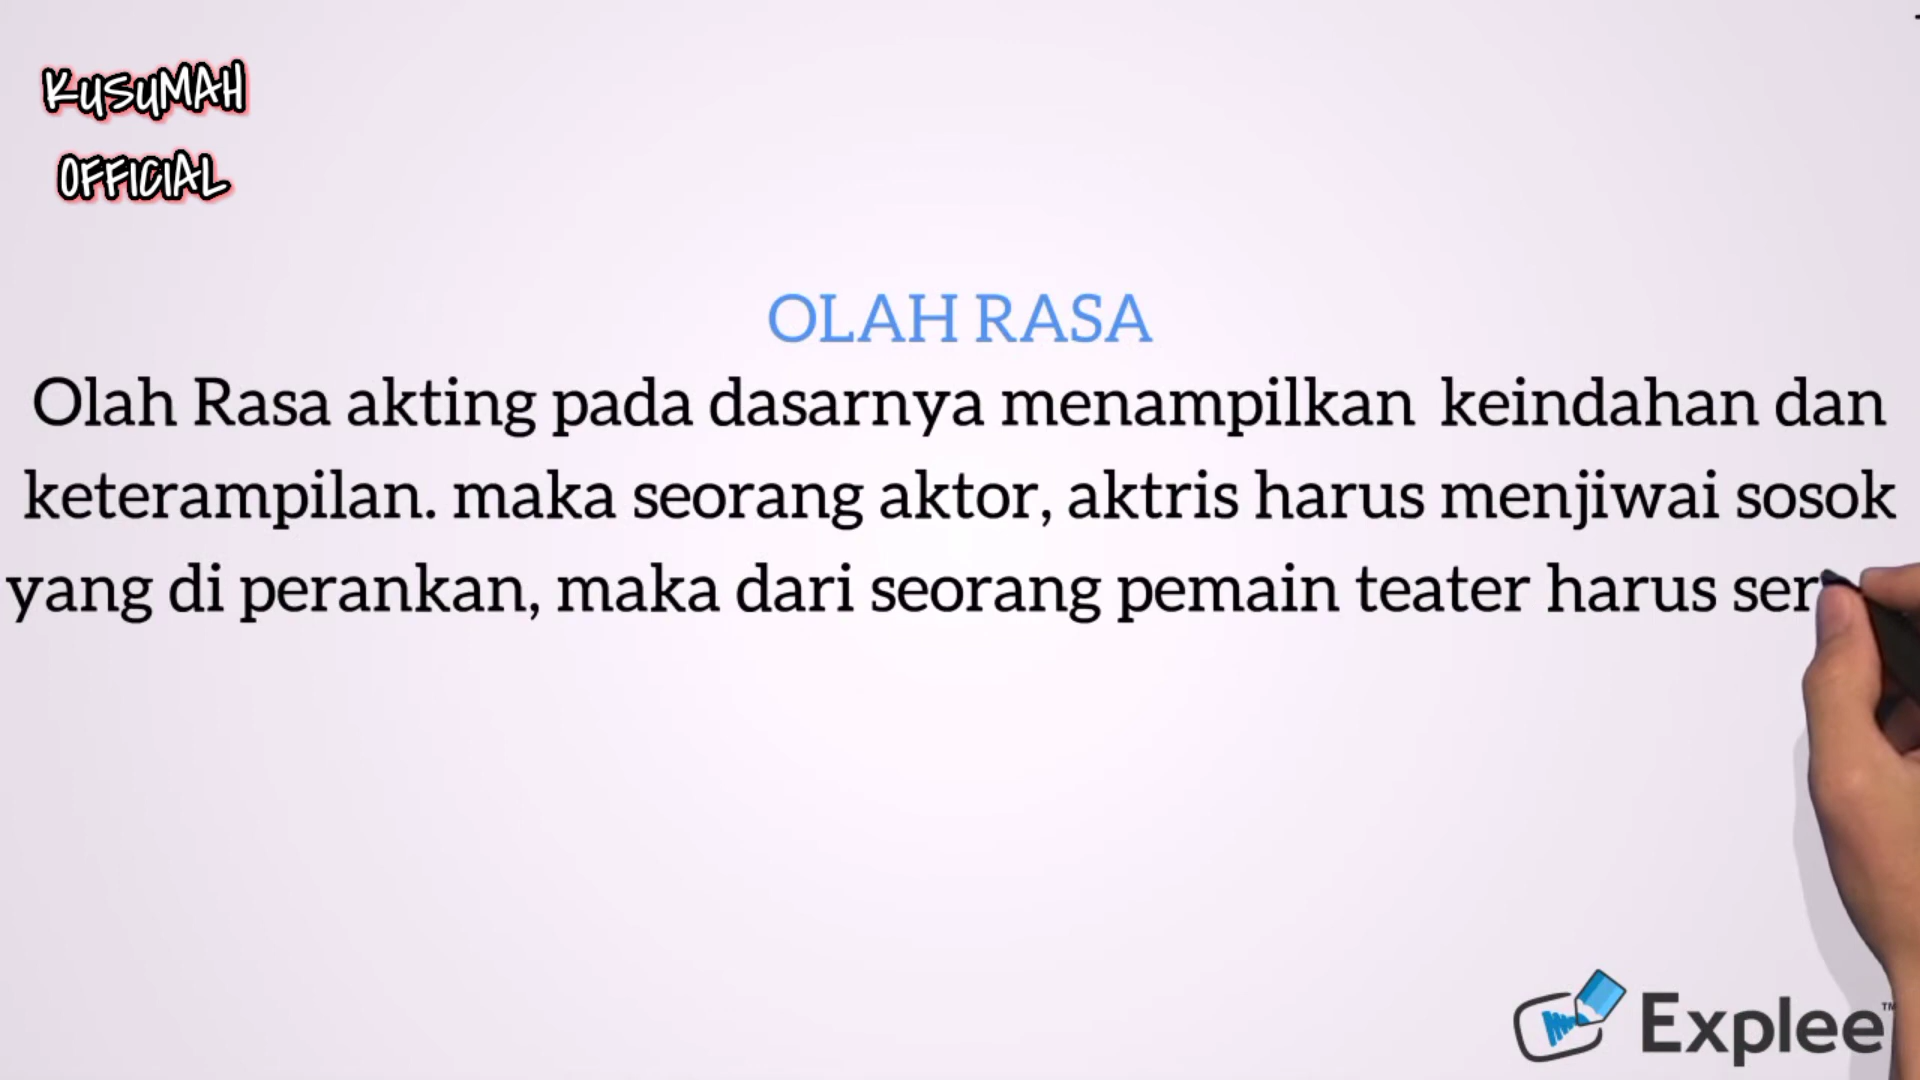 KUSUMAH
OFFICIAL
OLAH RASA
Olah Rasa akting pada dasarnya menampilkan keindahan dan
keterampilan. maka seorang aktor, aktris harus menjiwai sosok
yang di perankan, maka dari seorang pemain teater harus ser
Explee™